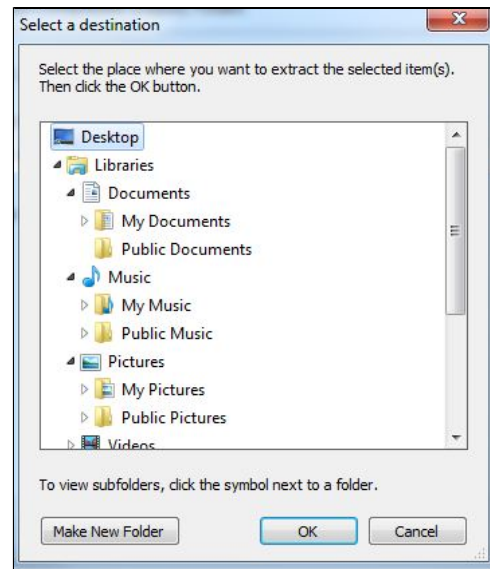 Select a destination
Select the place where you want to extract the selected item(s).
Then click the OK button.
Desktop
Libraries
Documents
My Documents
Public Documents
Music
My Music
Public Music
Pictures
My Pictures
Public Pictures
Videos
To view subfolders, click the symbol next to a folder.
Make New Folder OK Cancel